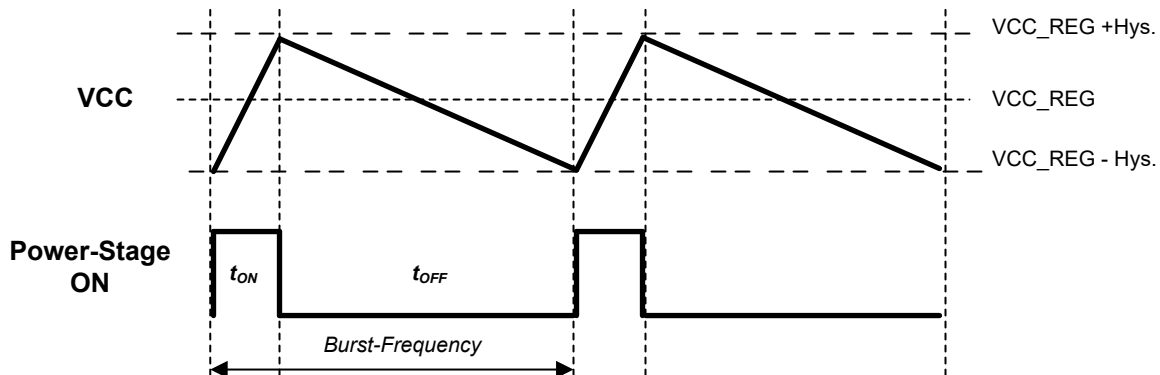 VCC_REG +Hys.
VCC
VCC_REG
VCC_REG - Hys.
Power-Stage
ON
tON
tOFF
Burst-Frequency